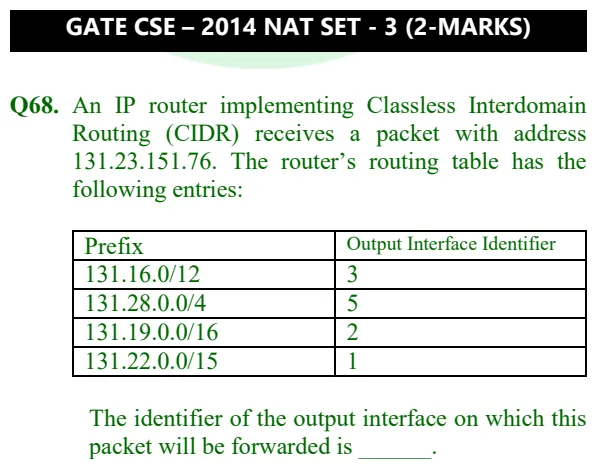 GATE CSE – 2014 NAT SET - 3 (2-MARKS)
Q68. An IP router implementing Classless Interdomain
Routing (CIDR) receives a packet with address
131.23.151.76. The router's routing table has the
following entries:
Prefix Output Interface Identifier
131.16.0/12 3
131.28.0.0/4 5
131.19.0.0/16 2
131.22.0.0/15 1
The identifier of the output interface on which this
packet will be forwarded is ______.